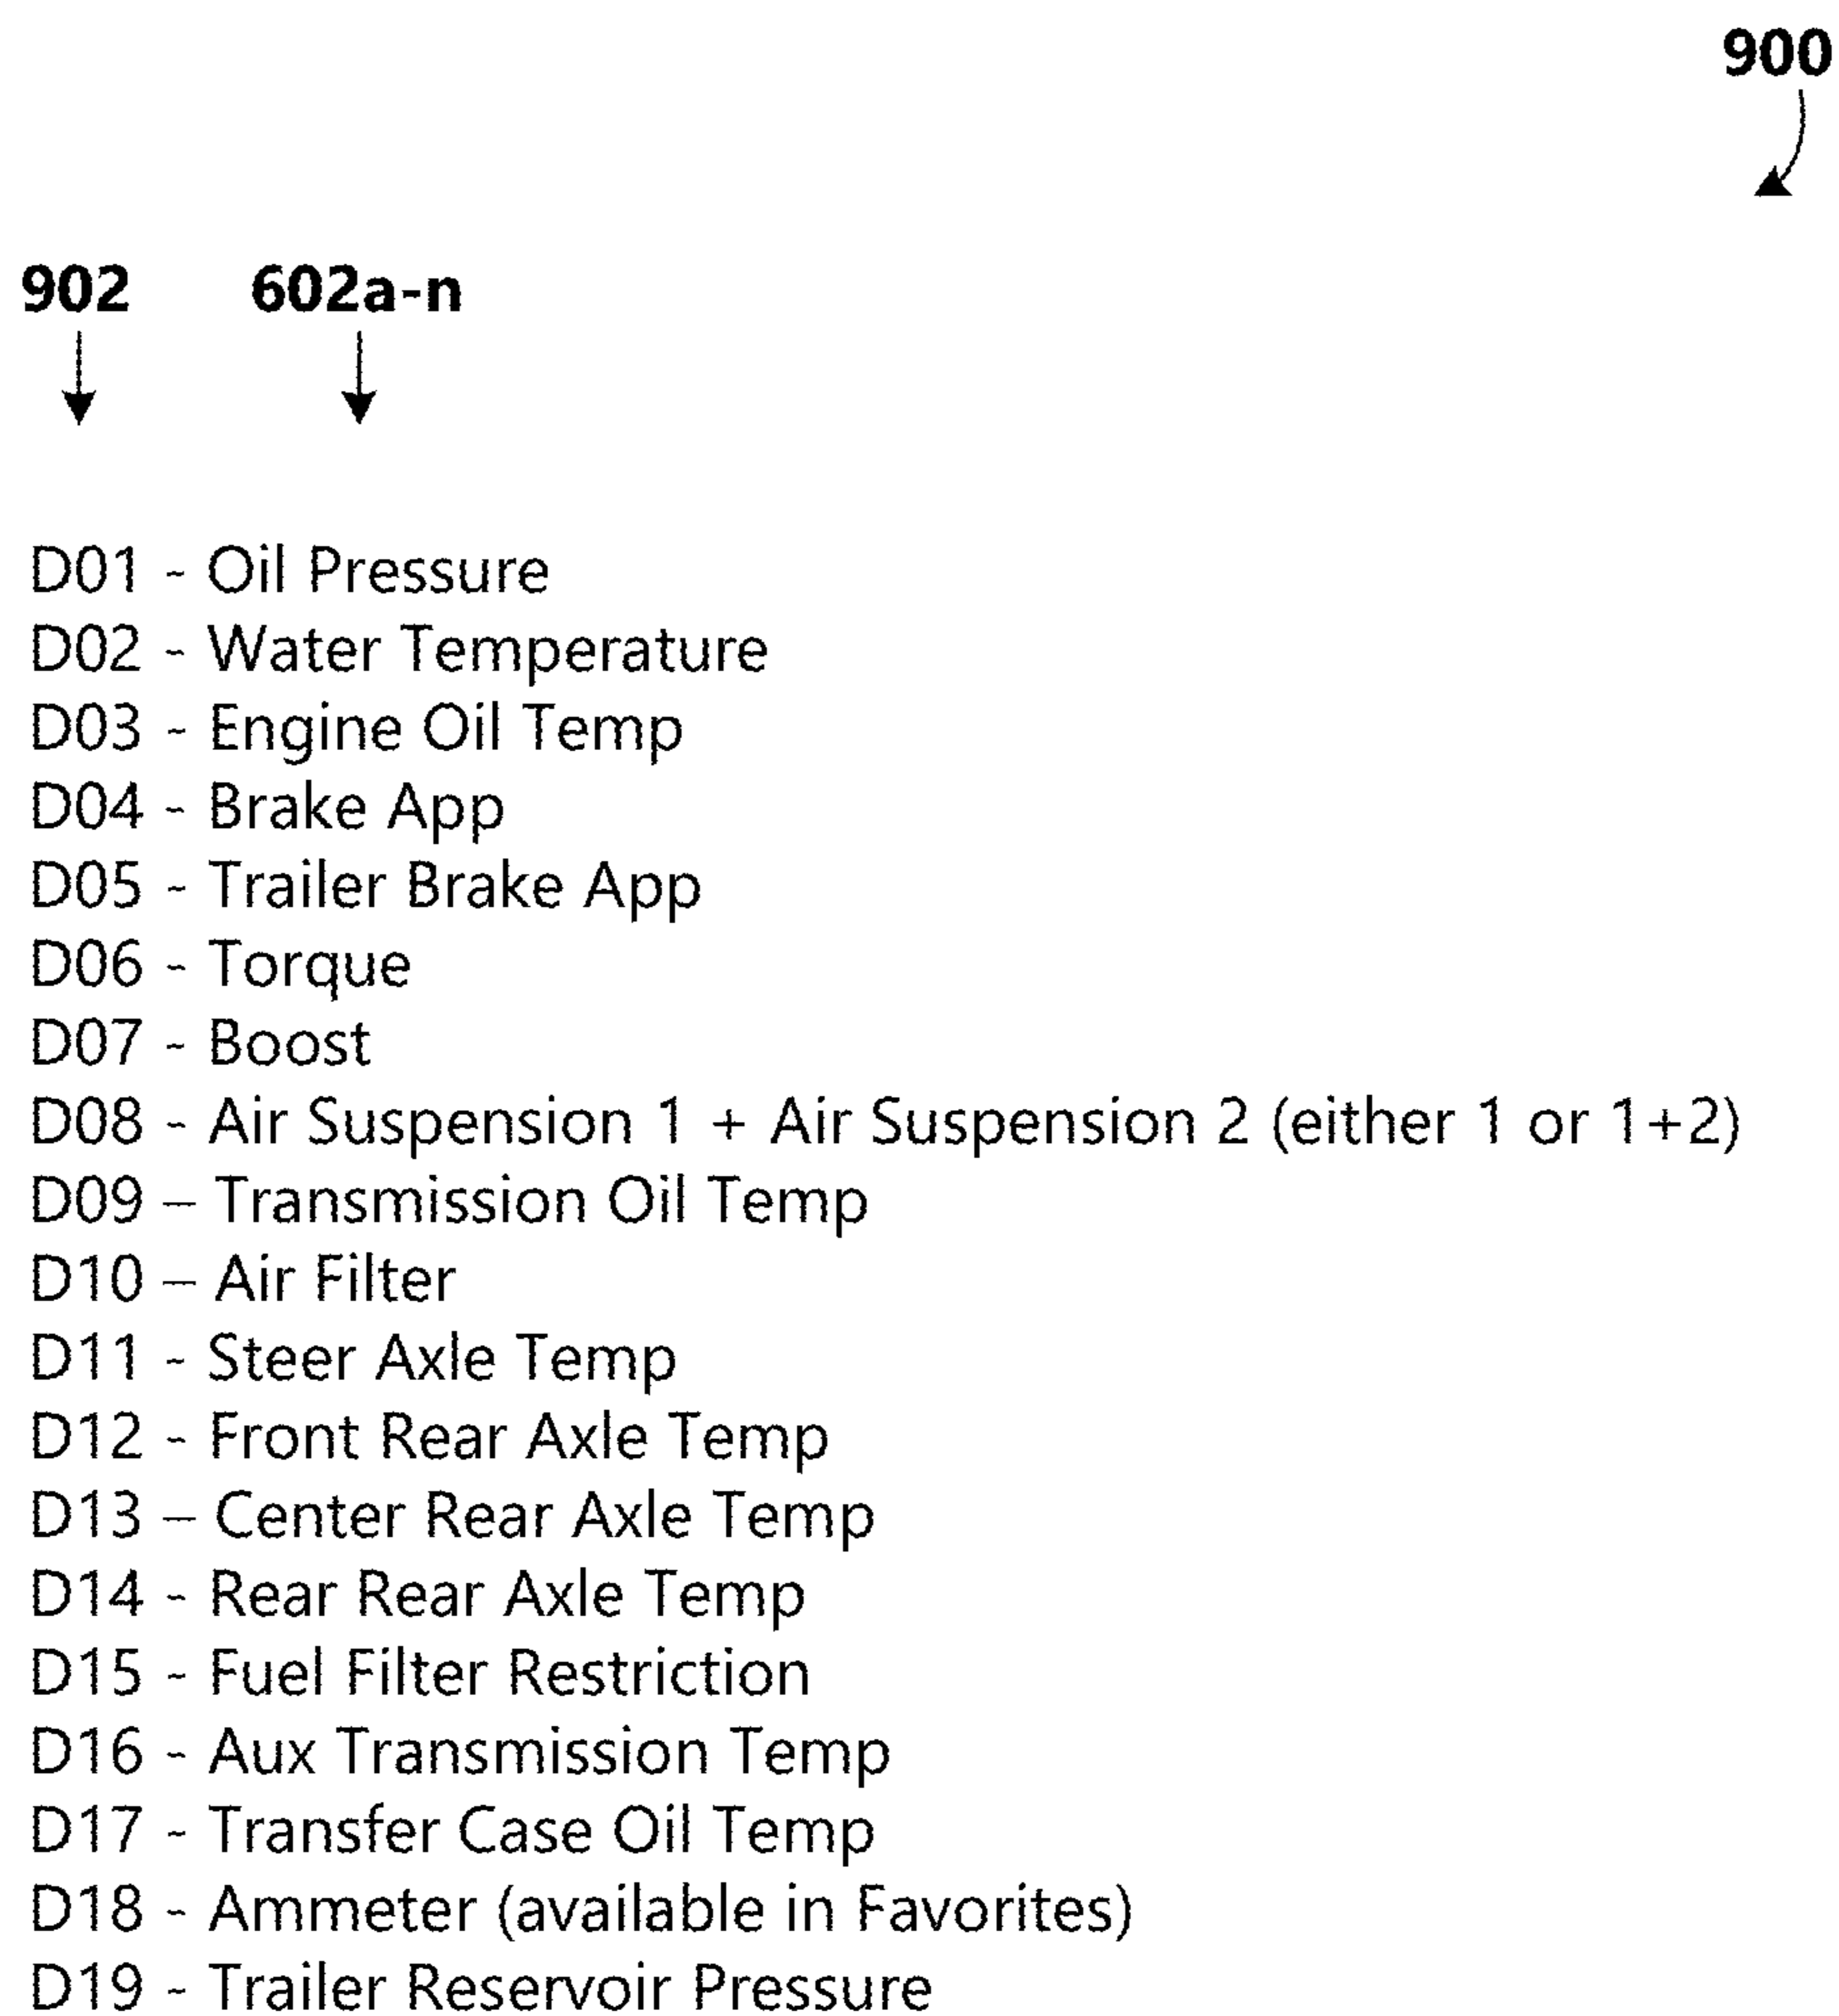 900
902 602a-n
D01 - Oil Pressure
D02 - Water Temperature
D03 - Engine Oil Temp
D04 - Brake App
D05 - Trailer Brake App
D06 - Torque
D07 - Boost
D08 - Air Suspension 1 + Air Suspension 2 (either 1 or 1+2)
D09 – Transmission Oil Temp
D10 – Air Filter
D11 - Steer Axle Temp
D12 - Front Rear Axle Temp
D13 – Center Rear Axle Temp
D14 - Rear Rear Axle Temp
D15 - Fuel Filter Restriction
D16 - Aux Transmission Temp
D17 - Transfer Case Oil Temp
D18 - Ammeter (available in Favorites)
D19 - Trailer Reservoir Pressure